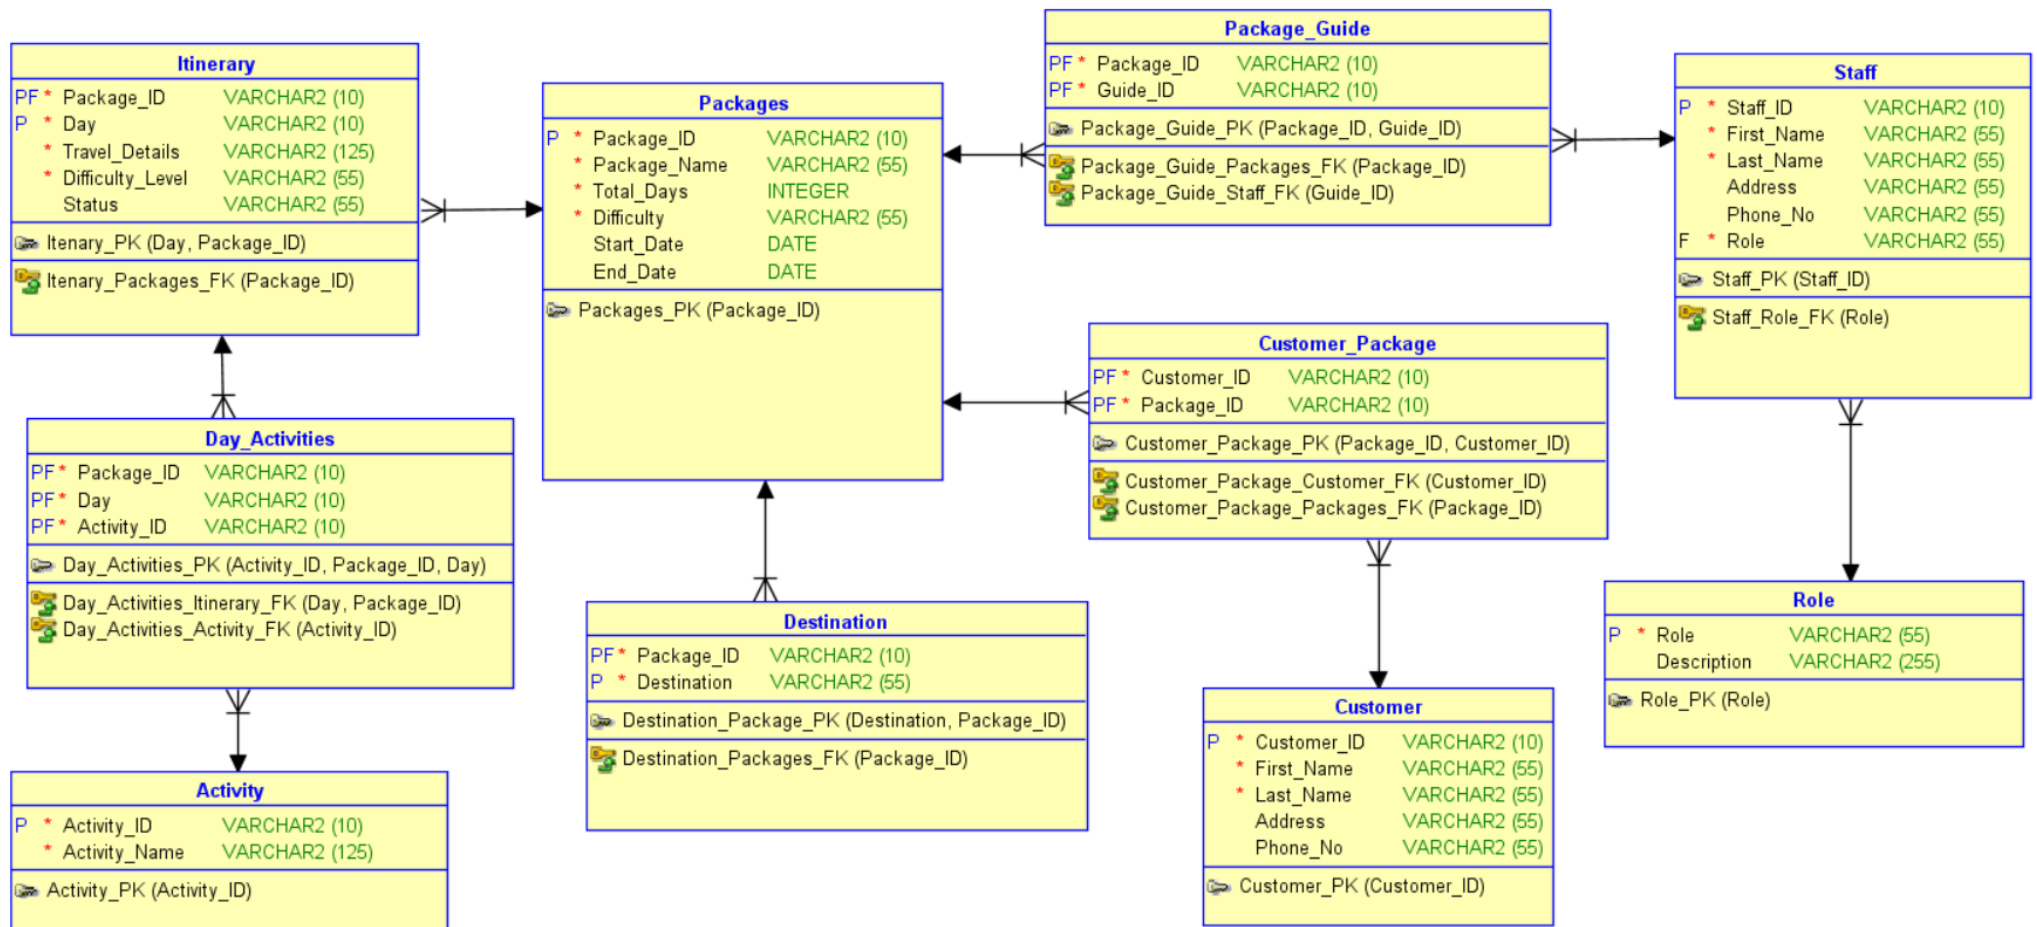 Itinerary
PF * Package_ID VARCHAR2 (10)
P * Day VARCHAR2 (10)
* Travel_Details VARCHAR2 (125)
* Difficulty_Level VARCHAR2 (55)
Status VARCHAR2 (55)
Itenary_PK (Day, Package_ID)
Itenary_Packages_FK (Package_ID)
Packages
P * Package_ID VARCHAR2 (10)
* Package_Name VARCHAR2 (55)
* Total_Days INTEGER
* Difficulty VARCHAR2 (55)
Start_Date DATE
End_Date DATE
Packages_PK (Package_ID)
Package_Guide
PF * Package_ID VARCHAR2 (10)
PF * Guide_ID VARCHAR2 (10)
Package_Guide_PK (Package_ID, Guide_ID)
Package_Guide_Packages_FK (Package_ID)
Package_Guide_Staff_FK (Guide_ID)
Staff
P * Staff_ID VARCHAR2 (10)
* First_Name VARCHAR2 (55)
* Last_Name VARCHAR2 (55)
Address VARCHAR2 (55)
Phone_No VARCHAR2 (55)
F * Role VARCHAR2 (55)
Staff_PK (Staff_ID)
Staff_Role_FK (Role)
Customer_Package
PF * Customer_ID VARCHAR2 (10)
PF * Package_ID VARCHAR2 (10)
Customer_Package_PK (Package_ID, Customer_ID)
Customer_Package_Customer_FK (Customer_ID)
Customer_Package_Packages_FK (Package_ID)
Day_Activities
PF * Package_ID VARCHAR2 (10)
PF * Day VARCHAR2 (10)
PF * Activity_ID VARCHAR2 (10)
Day_Activities_PK (Activity_ID, Package_ID, Day)
Day_Activities_Itinerary_FK (Day, Package_ID)
Day_Activities_Activity_FK (Activity_ID)
Destination
PF * Package_ID VARCHAR2 (10)
P * Destination VARCHAR2 (55)
Destination_Package_PK (Destination, Package_ID)
Destination_Packages_FK (Package_ID)
Role
P * Role VARCHAR2 (55)
Description VARCHAR2 (255)
Role_PK (Role)
Customer
P * Customer_ID VARCHAR2 (10)
* First_Name VARCHAR2 (55)
* Last_Name VARCHAR2 (55)
Address VARCHAR2 (55)
Phone_No VARCHAR2 (55)
Customer_PK (Customer_ID)
Activity
P * Activity_ID VARCHAR2 (10)
* Activity_Name VARCHAR2 (125)
Activity_PK (Activity_ID)